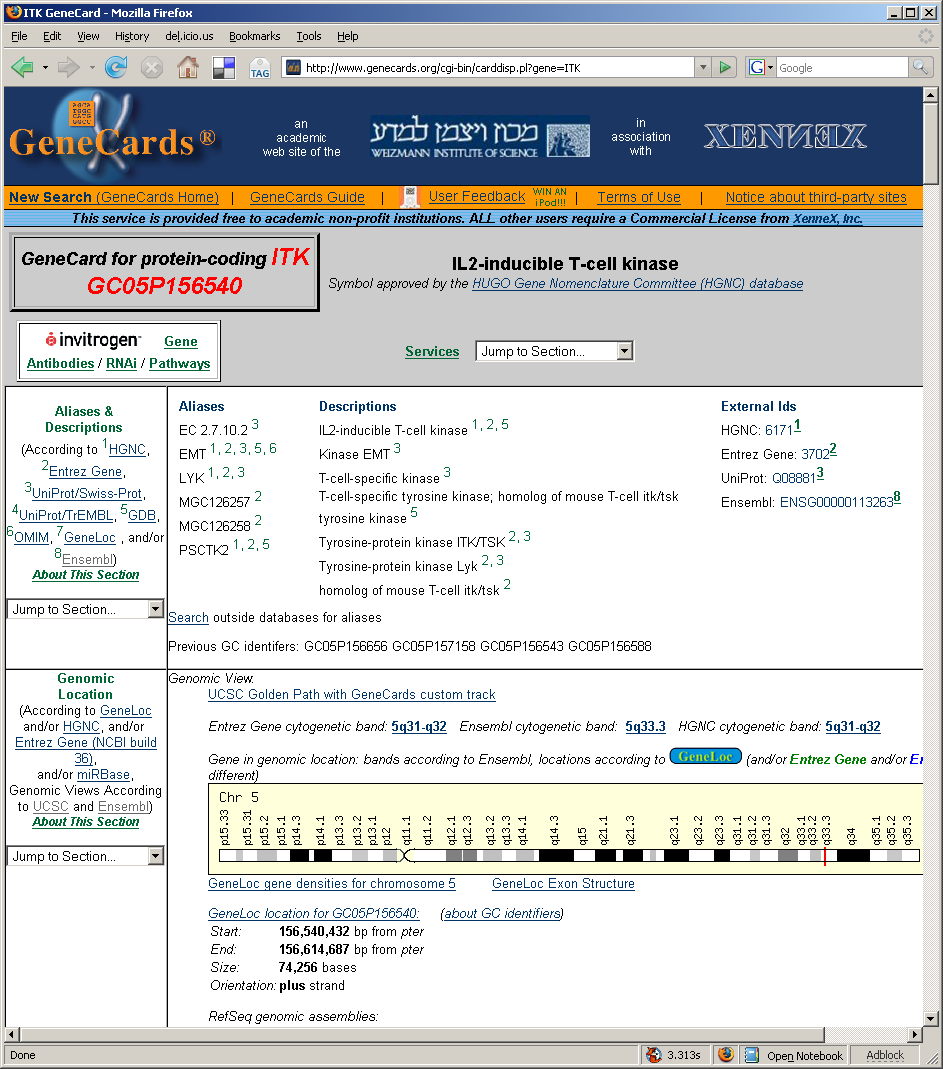 ITK GeneCard - Mozilla Firefox
File Edit View History del.icio.us Bookmarks Tools Help
TAG http://www.genecards.org/cgi-bin/carddisp.pl?gene=ITK G Google
AGCA
GeneCards®
an
academic
web site of the
מכון ויצמן למדע
WEIZMANN INSTITUTE OF SCIENCE
in
association
with
XENNEX
New Search (GeneCards Home) | GeneCards Guide | User Feedback WIN AN iPod!!! | Terms of Use | Notice about third-party sites
This service is provided free to academic non-profit institutions. ALL other users require a Commercial License from XenneX, Inc.
GeneCard for protein-coding ITK
GC05P156540
IL2-inducible T-cell kinase
Symbol approved by the HUGO Gene Nomenclature Committee (HGNC) database
invitrogen Gene
Antibodies / RNAi / Pathways
Services Jump to Section...
Aliases &
Descriptions
(According to 1HGNC,
2Entrez Gene,
3UniProt/Swiss-Prot,
4UniProt/TrEMBL, 5GDB,
6OMIM, 7GeneLoc , and/or
8Ensembl)
About This Section
Jump to Section...
Aliases
EC 2.7.10.2 3
EMT 1, 2, 3, 5, 6
LYK 1, 2, 3
MGC126257 2
MGC126258 2
PSCTK2 1, 2, 5
Descriptions
IL2-inducible T-cell kinase 1, 2, 5
Kinase EMT 3
T-cell-specific kinase 3
T-cell-specific tyrosine kinase; homolog of mouse T-cell itk/tsk
tyrosine kinase 5
Tyrosine-protein kinase ITK/TSK 2, 3
Tyrosine-protein kinase Lyk 2, 3
homolog of mouse T-cell itk/tsk 2
External Ids
HGNC: 6171 1
Entrez Gene: 3702 2
UniProt: Q08881 3
Ensembl: ENSG00000113263 8
Search outside databases for aliases
Previous GC identifers: GC05P156656 GC05P157158 GC05P156543 GC05P156588
Genomic
Location
(According to GeneLoc
and/or HGNC, and/or
Entrez Gene (NCBI build
36),
and/or miRBase,
Genomic Views According
to UCSC and Ensembl)
About This Section
Jump to Section...
Genomic View:
UCSC Golden Path with GeneCards custom track
Entrez Gene cytogenetic band: 5q31-q32 Ensembl cytogenetic band: 5q33.3 HGNC cytogenetic band: 5q31-q32
Gene in genomic location: bands according to Ensembl, locations according to GeneLoc (and/or Entrez Gene and/or
different)
Chr 5
p15.33 p15.31 p15.2 p15.1 p14.3 p14.1 p13.3 p13.2 p13.1 p12 q11.1 q11.2 q12.1 q12.3 q13.2 q13.3 q14.1 q14.3 q15 q21.1 q21.3 q23.1 q23.2 q23.3 q31.1 q31.2 q31.3 q32 q33.1 q33.2 q33.3 q34 q35.1 q35.2 q35.3
GeneLoc gene densities for chromosome 5 GeneLoc Exon Structure
GeneLoc location for GC05P156540: (about GC identifiers)
Start: 156,540,432 bp from pter
End: 156,614,687 bp from pter
Size: 74,256 bases
Orientation: plus strand
RefSeq genomic assemblies:
Done 3.313s Open Notebook Adblock